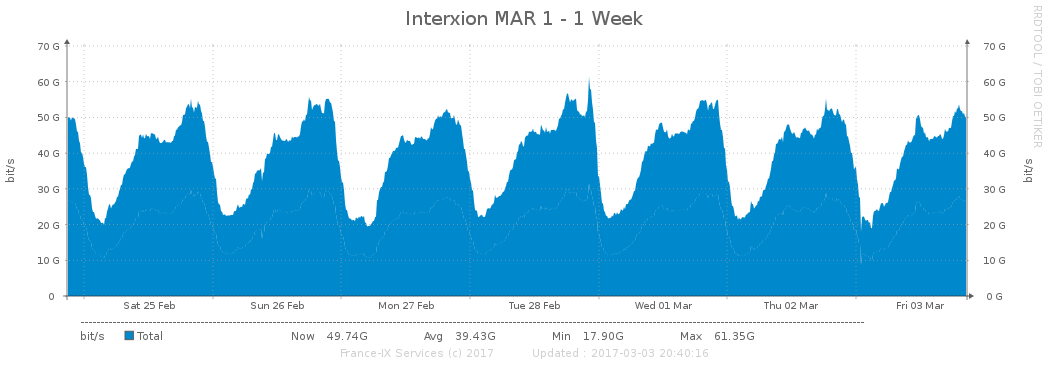 Interxion MAR 1 - 1 Week
RRDTOOL / TOBI OETIKER
70 G 70 G
60 G 60 G
50 G 50 G
40 G 40 G
30 G 30 G
20 G 20 G
10 G 10 G
0 0 G
bit/s bit/s
Sat 25 Feb Sun 26 Feb Mon 27 Feb Tue 28 Feb Wed 01 Mar Thu 02 Mar Fri 03 Mar
bit/s Total Now 49.74G Avg 39.43G Min 17.90G Max 61.35G
France-IX Services (c) 2017 Updated : 2017-03-03 20:40:16